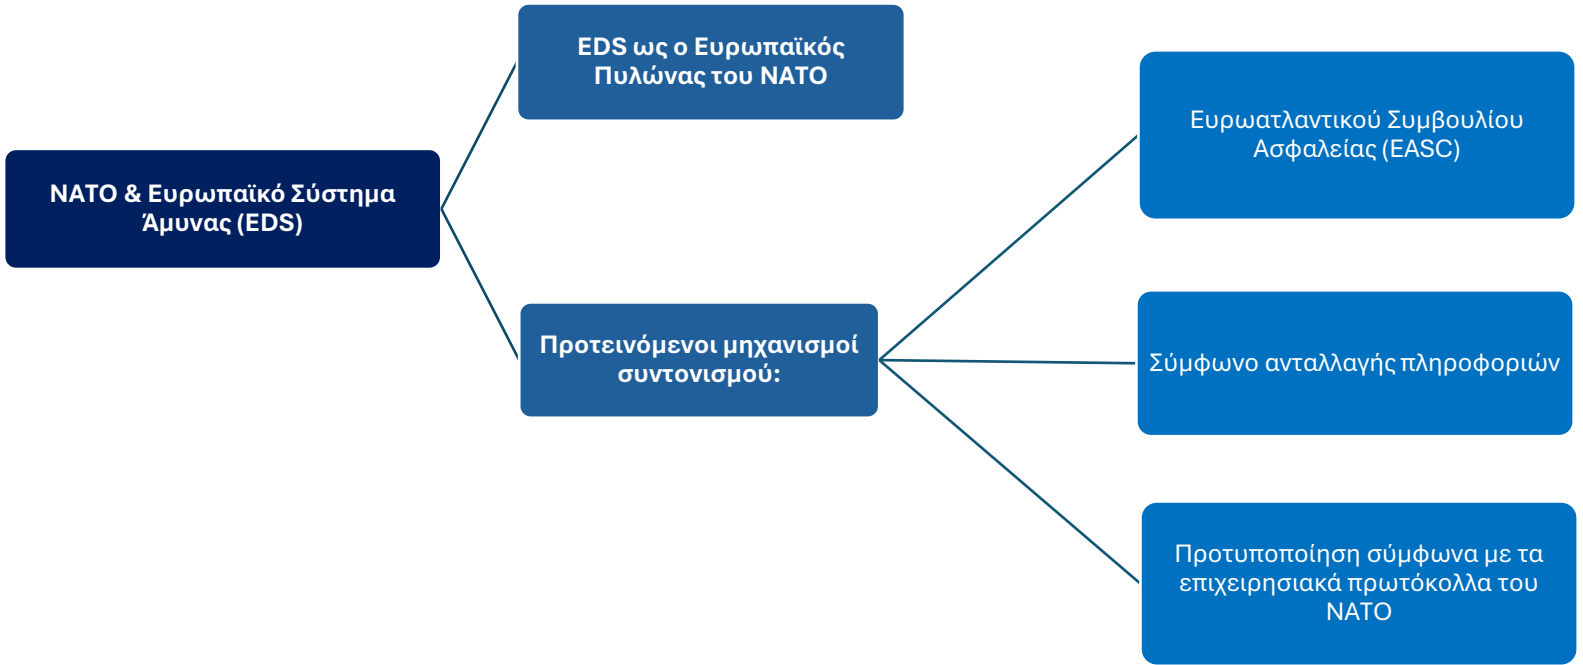 EDS ως ο Ευρωπαϊκός
Πυλώνας του NATO
NATO & Ευρωπαϊκό Σύστημα
Άμυνας (EDS)
Προτεινόμενοι μηχανισμοί
συντονισμού:
Ευρωατλαντικού Συμβουλίου
Ασφαλείας (EASC)
Σύμφωνο ανταλλαγής πληροφοριών
Προτυποποίηση σύμφωνα με τα
επιχειρησιακά πρωτόκολλα του
NATO